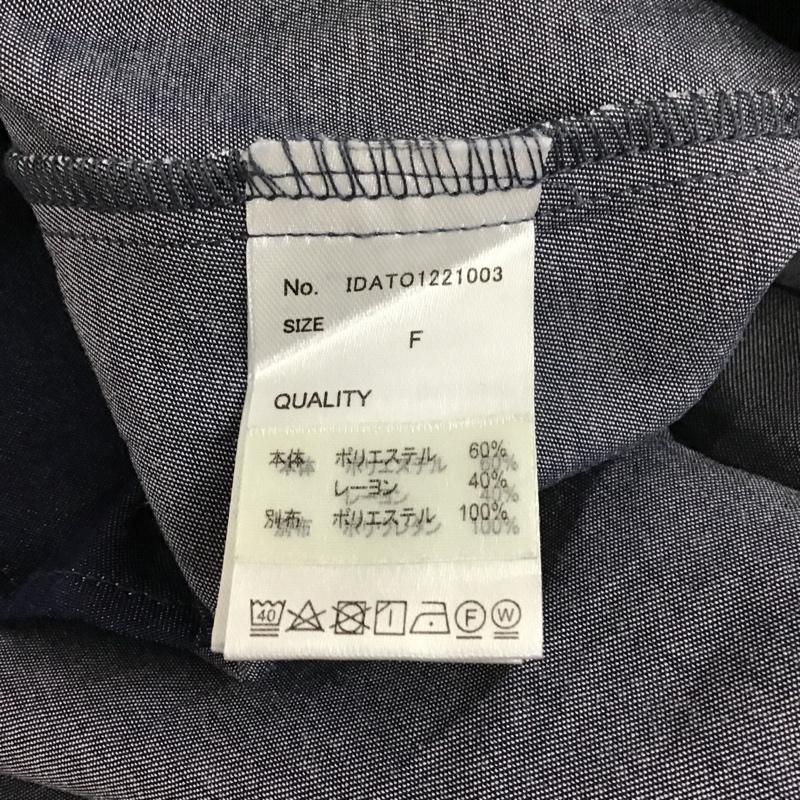 No. IDATO1221003
SIZE
F
QUALITY
本体 ポリエステル 60%
レーヨン 40%
別布 ポリエステル 100%
40
F W